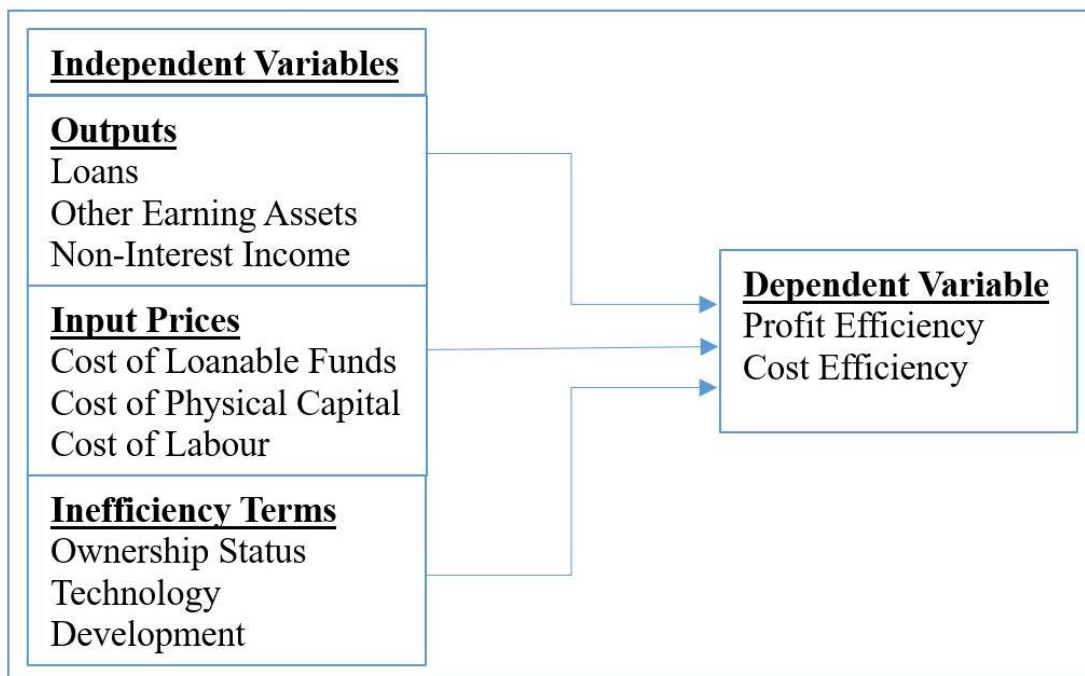 Independent Variables
Outputs
Loans
Other Earning Assets
Non-Interest Income
Input Prices
Cost of Loanable Funds
Cost of Physical Capital
Cost of Labour
Inefficiency Terms
Ownership Status
Technology
Development
Dependent Variable
Profit Efficiency
Cost Efficiency